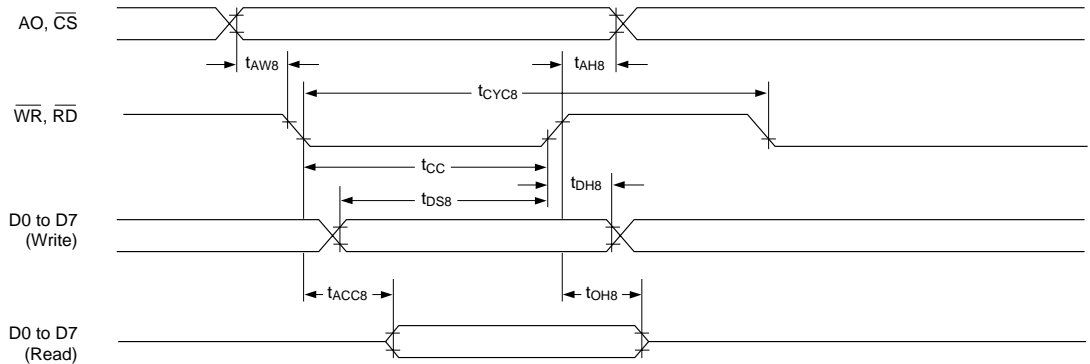 AO, CS
tAW8
tAH8
tCYC8
WR, RD
tCC
tDH8
tDS8
D0 to D7
(Write)
tACC8
tOH8
D0 to D7
(Read)